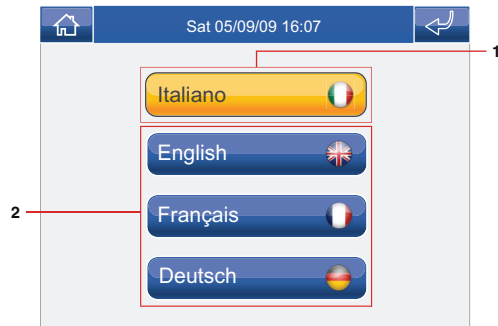 Sat 05/09/09 16:07
1
Italiano
English
Français
2
Deutsch